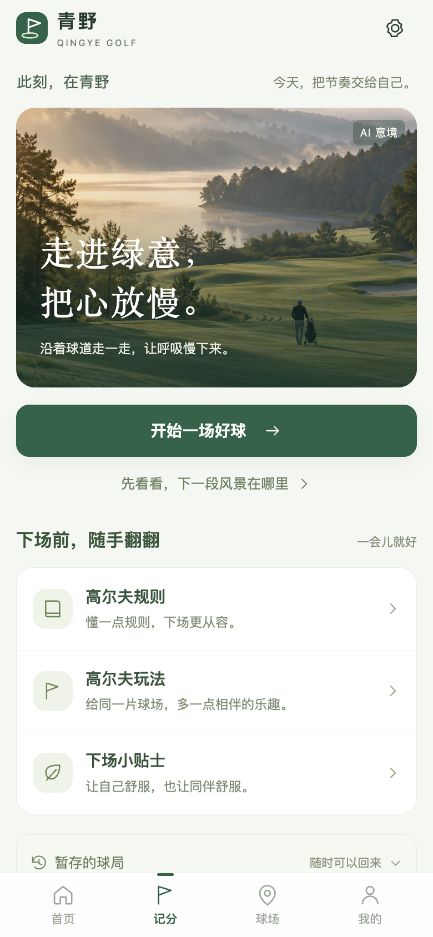 青野
QINGYE GOLF
此刻，在青野
今天，把节奏交给自己。
AI 意境
走进绿意，
把心放慢。
沿着球道走一走，让呼吸慢下来。
开始一场好球 →
先看看，下一段风景在哪里
下场前，随手翻翻
一会儿就好
高尔夫规则
懂一点规则，下场更从容。
高尔夫玩法
给同一片球场，多一点相伴的乐趣。
下场小贴士
让自己舒服，也让同伴舒服。
暂存的球局
随时可以回来
首页
记分
球场
我的